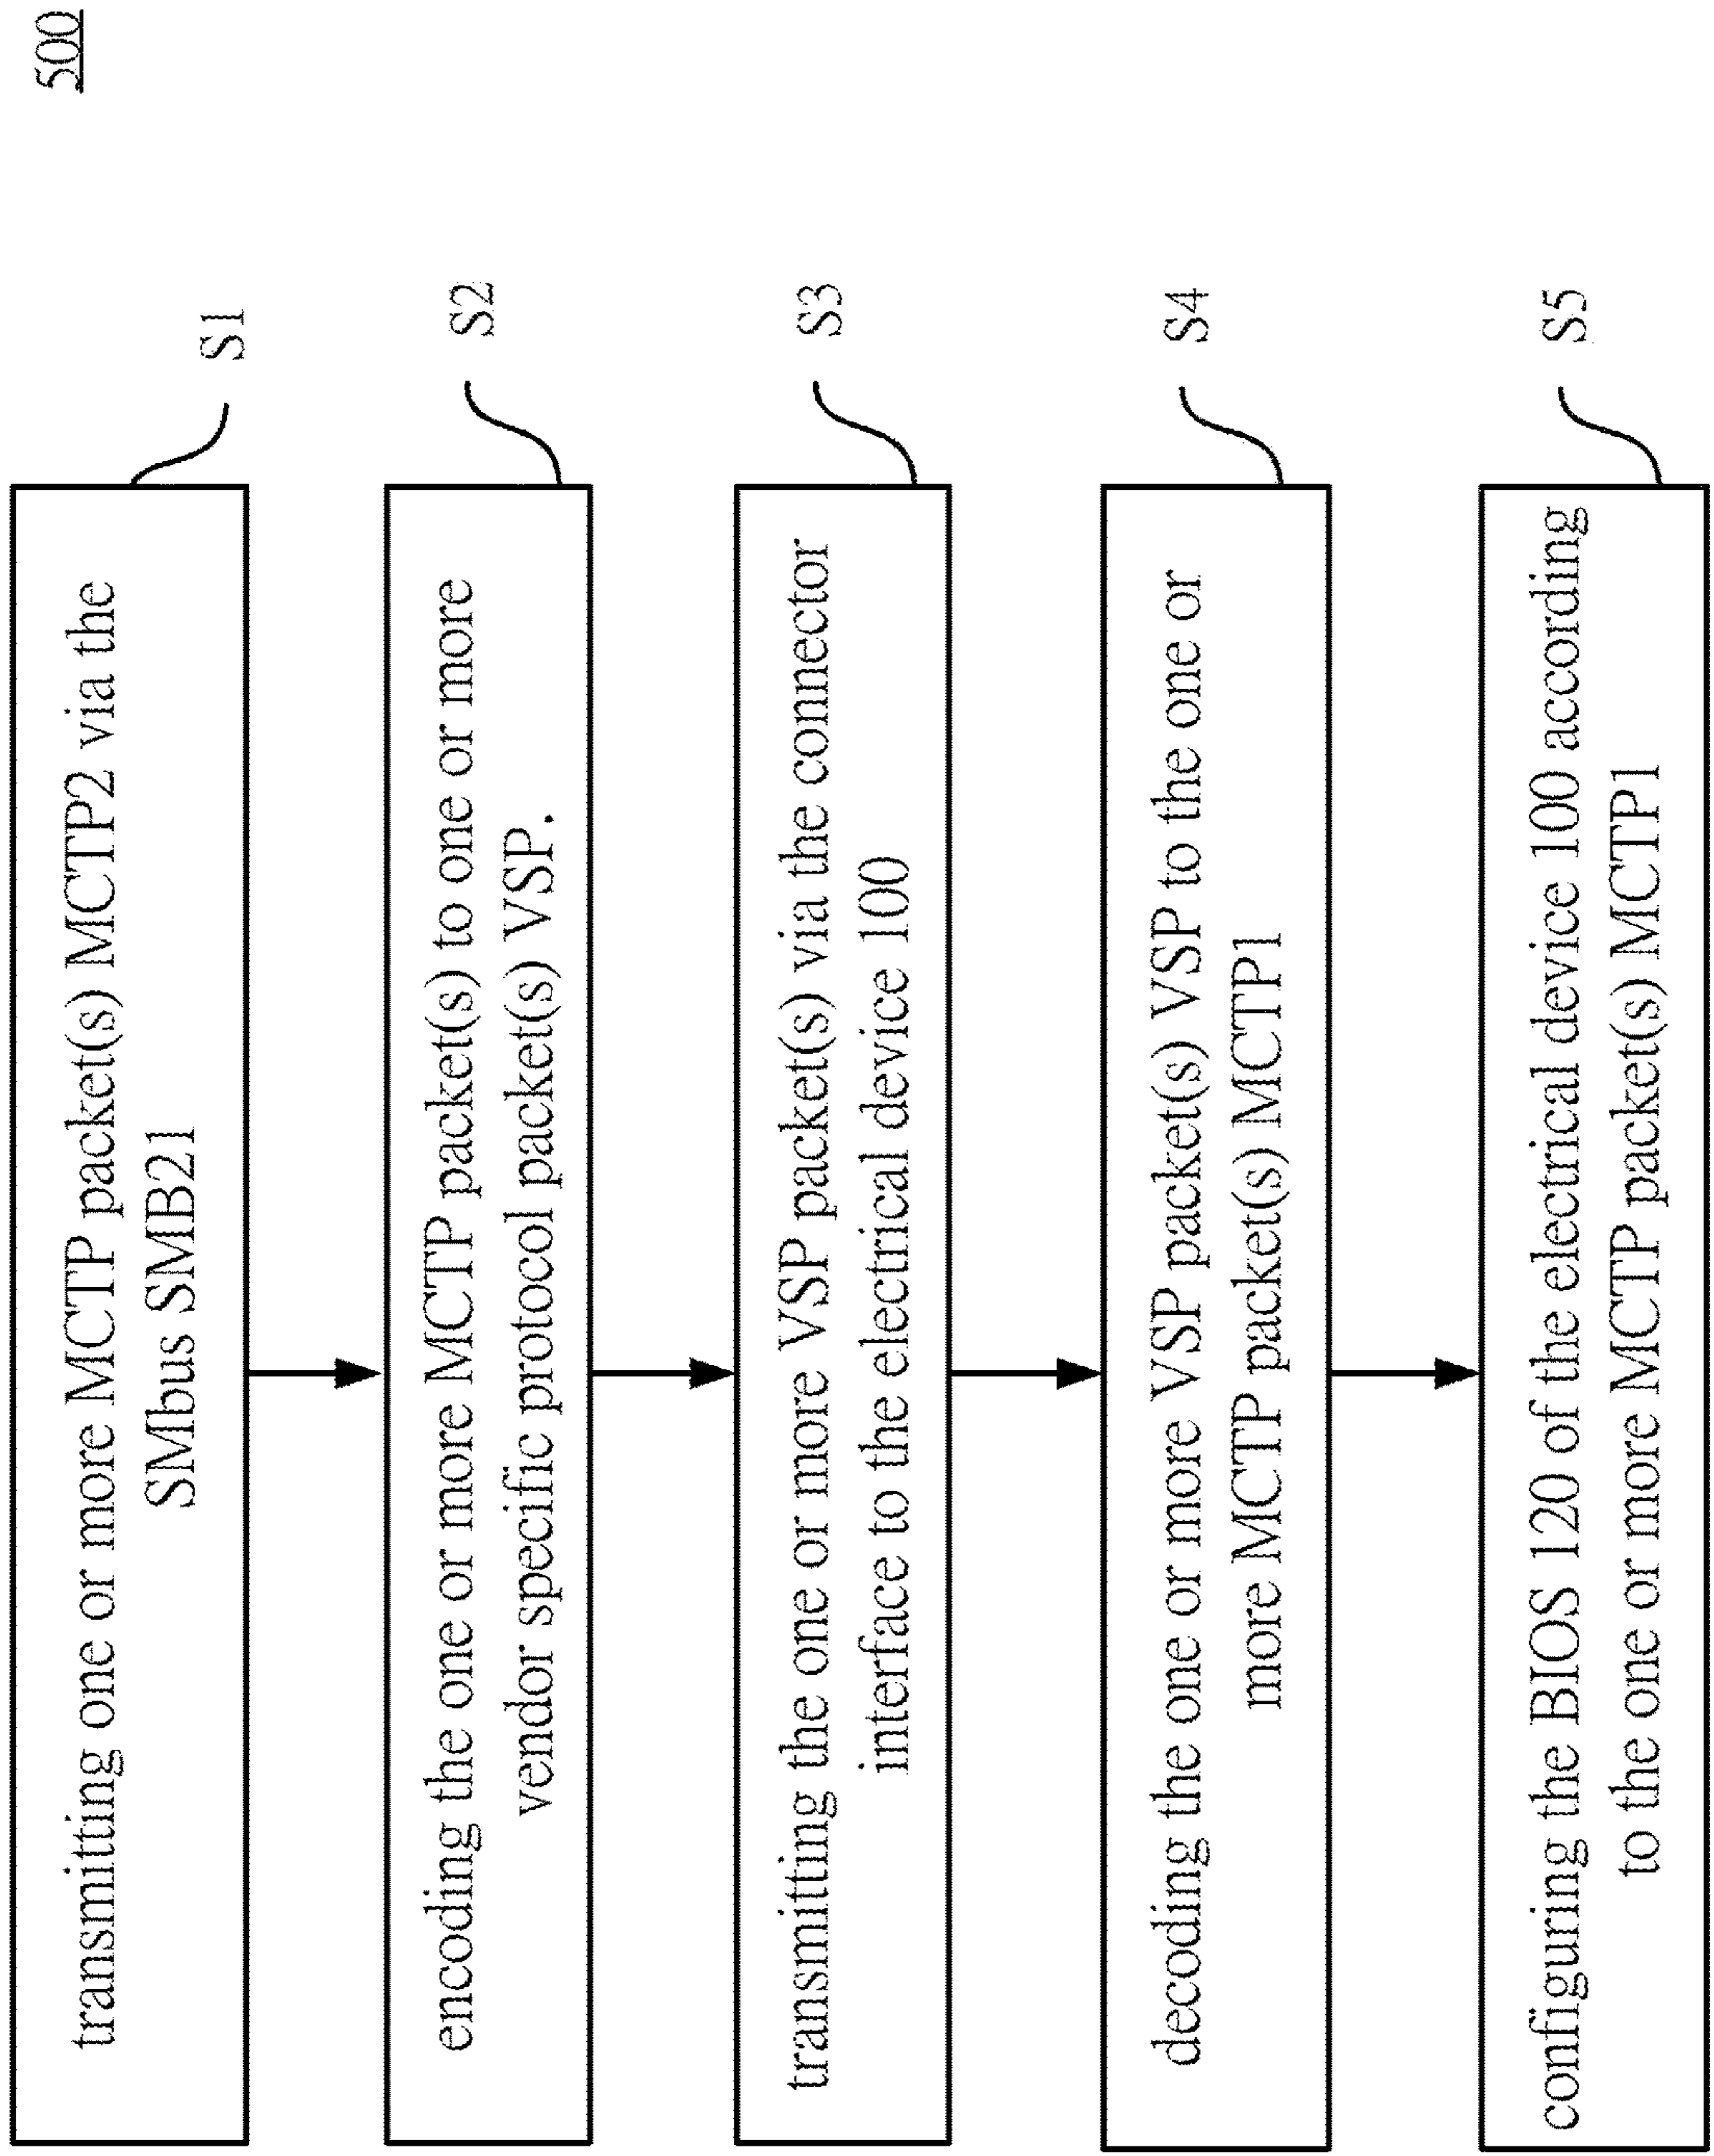 500
transmitting one or more MCTP packet(s) MCTP2 via the
SMbus SMB21
S1
encoding the one or more MCTP packet(s) to one or more
vendor specific protocol packet(s) VSP.
S2
transmitting the one or more VSP packet(s) via the connector
interface to the electrical device 100
S3
decoding the one or more VSP packet(s) VSP to the one or
more MCTP packet(s) MCTP1
S4
configuring the BIOS 120 of the electrical device 100 according
to the one or more MCTP packet(s) MCTP1
S5